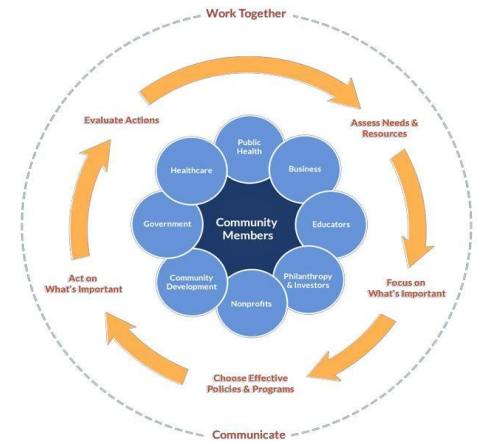 Work Together
Evaluate Actions
Assess Needs &
Resources
Public
Health
Healthcare
Business
Government
Community
Members
Educators
Community
Development
Philanthropy
& Investors
Nonprofits
Act on
What's Important
Focus on
What's Important
Choose Effective
Policies & Programs
Communicate